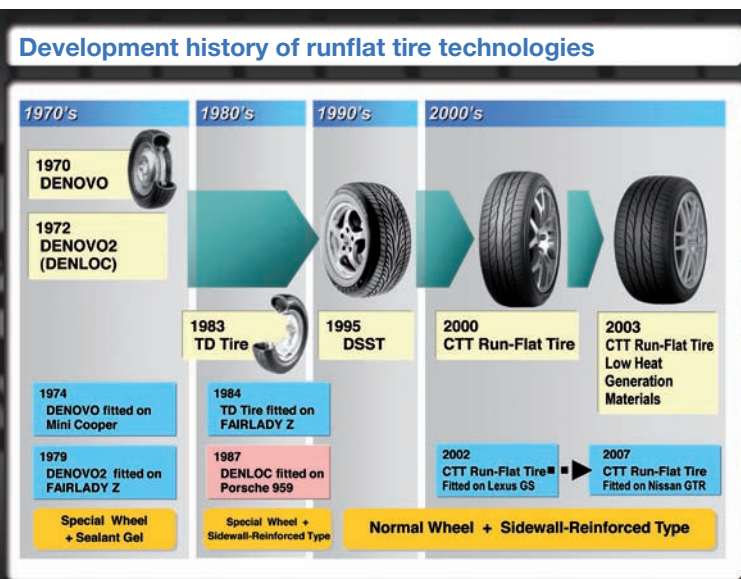 Development history of runflat tire technologies
1970's
1980's
1990's
2000's
1970
DENOVO
1972
DENOVO2
(DENLOC)
1983
TD Tire
1995
DSST
2000
CTT Run-Flat Tire
2003
CTT Run-Flat Tire
Low Heat
Generation
Materials
1974
DENOVO fitted on
Mini Cooper
1979
DENOVO2 fitted on
FAIRLADY Z
1984
TD Tire fitted on
FAIRLADY Z
1987
DENLOC fitted on
Porsche 959
2002
CTT Run-Flat Tire
Fitted on Lexus GS
2007
CTT Run-Flat Tire
Fitted on Nissan GTR
Special Wheel
+ Sealant Gel
Special Wheel +
Sidewall-Reinforced Type
Normal Wheel + Sidewall-Reinforced Type